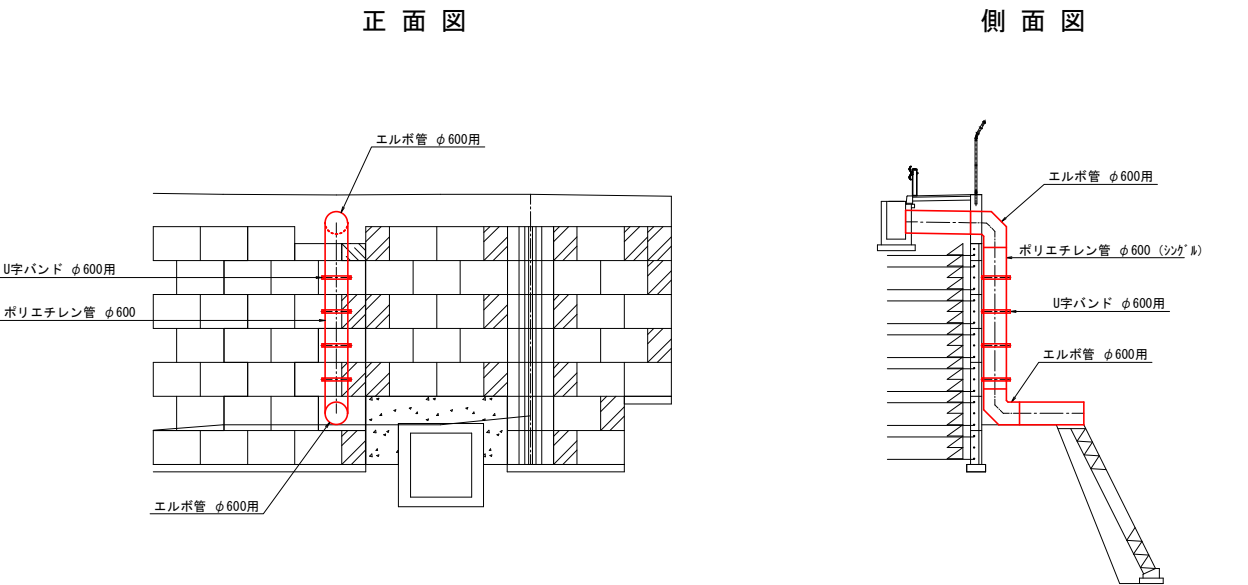 正面図
側面図
エルボ管 φ600用
U字バンド φ600用
ポリエチレン管 φ600
エルボ管 φ600用
エルボ管 φ600用
ポリエチレン管 φ600 (シングル)
U字バンド φ600用
エルボ管 φ600用